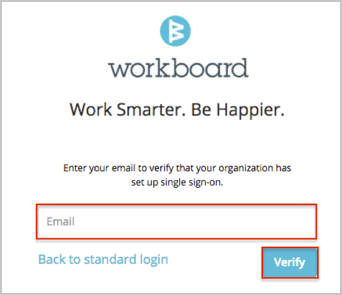 workboard
Work Smarter. Be Happier.
Enter your email to verify that your organization has
set up single sign-on.
Email
Back to standard login
Verify